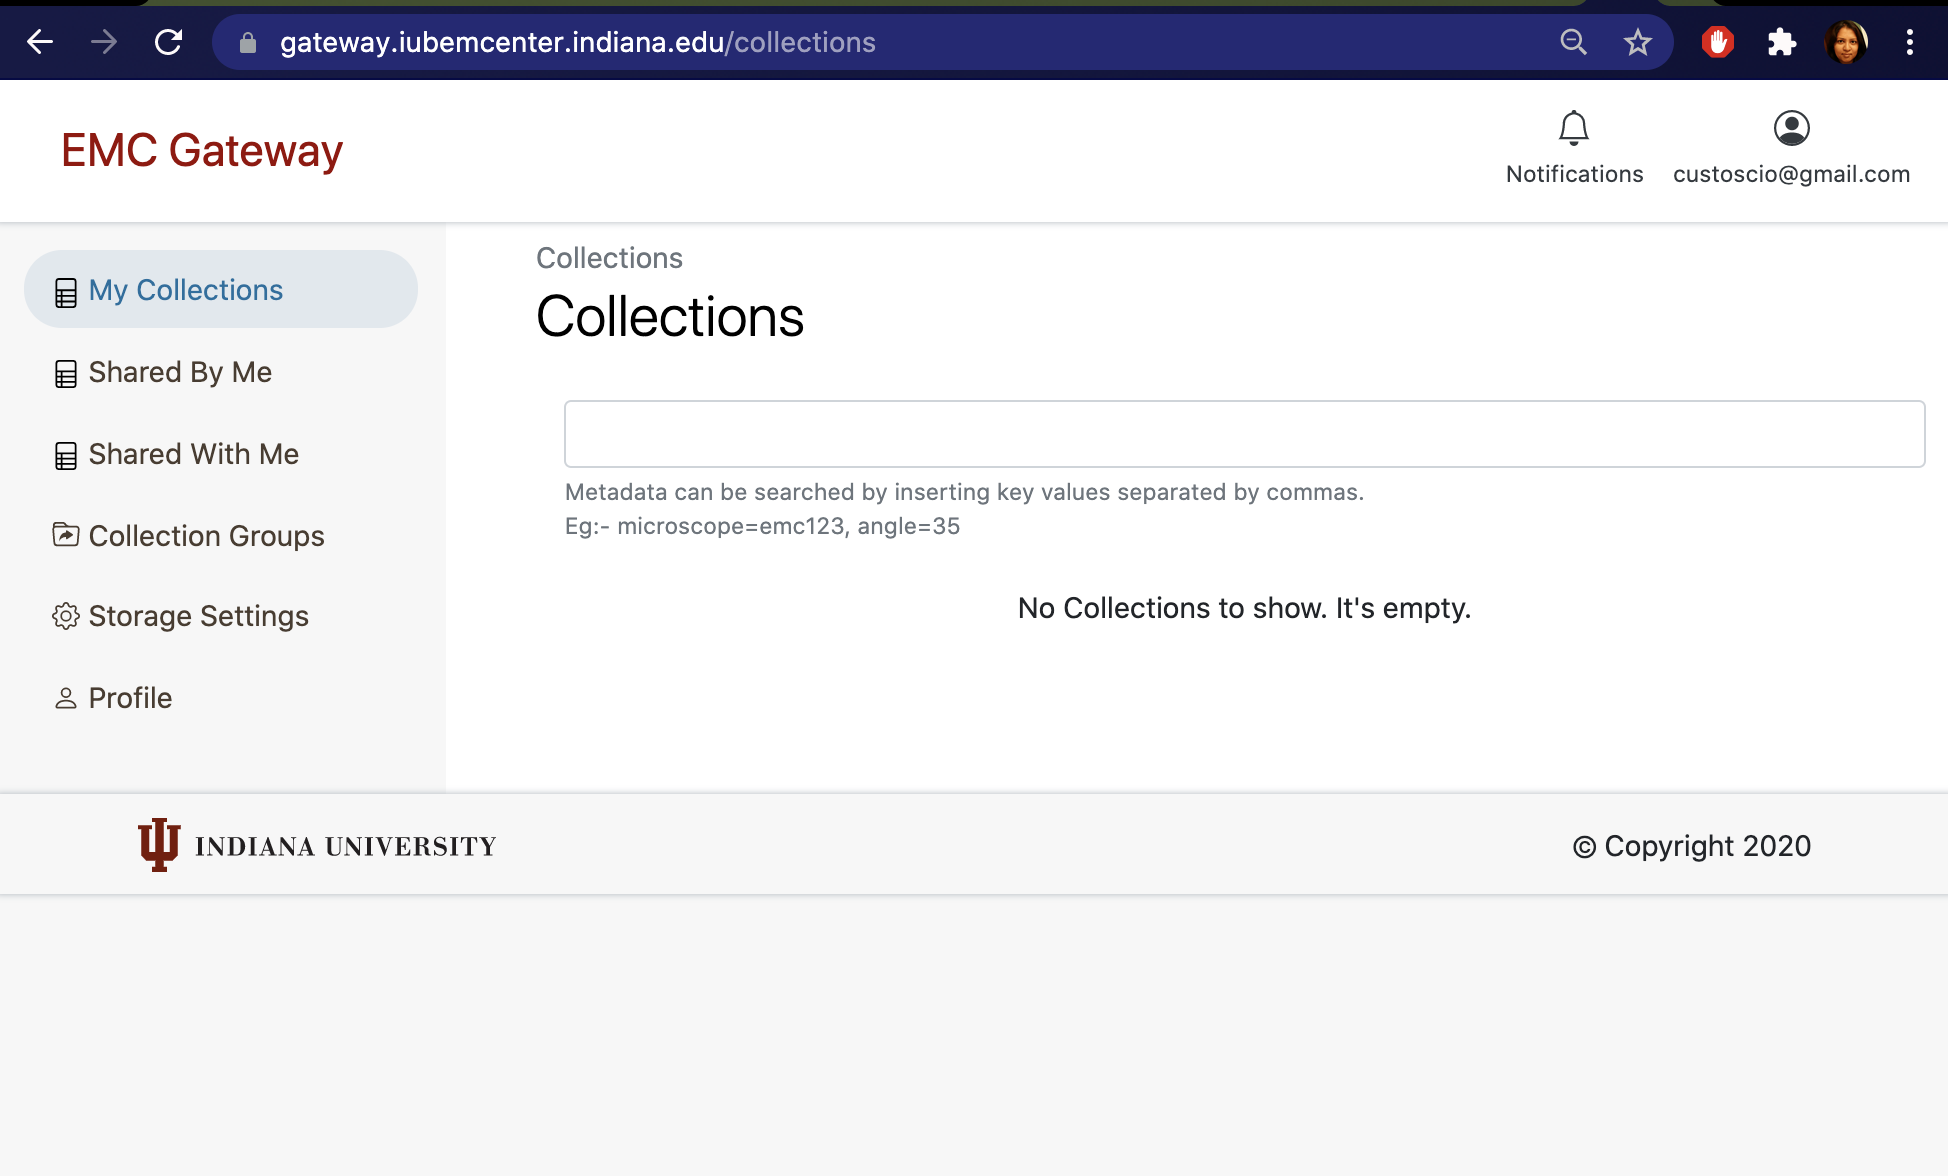 gateway.iubemcenter.indiana.edu/collections
EMC Gateway
Notifications
custoscio@gmail.com
My Collections
Shared By Me
Shared With Me
Collection Groups
Storage Settings
Profile
Collections
Collections
Metadata can be searched by inserting key values separated by commas.
Eg:- microscope=emc123, angle=35
No Collections to show. It's empty.
INDIANA UNIVERSITY
© Copyright 2020